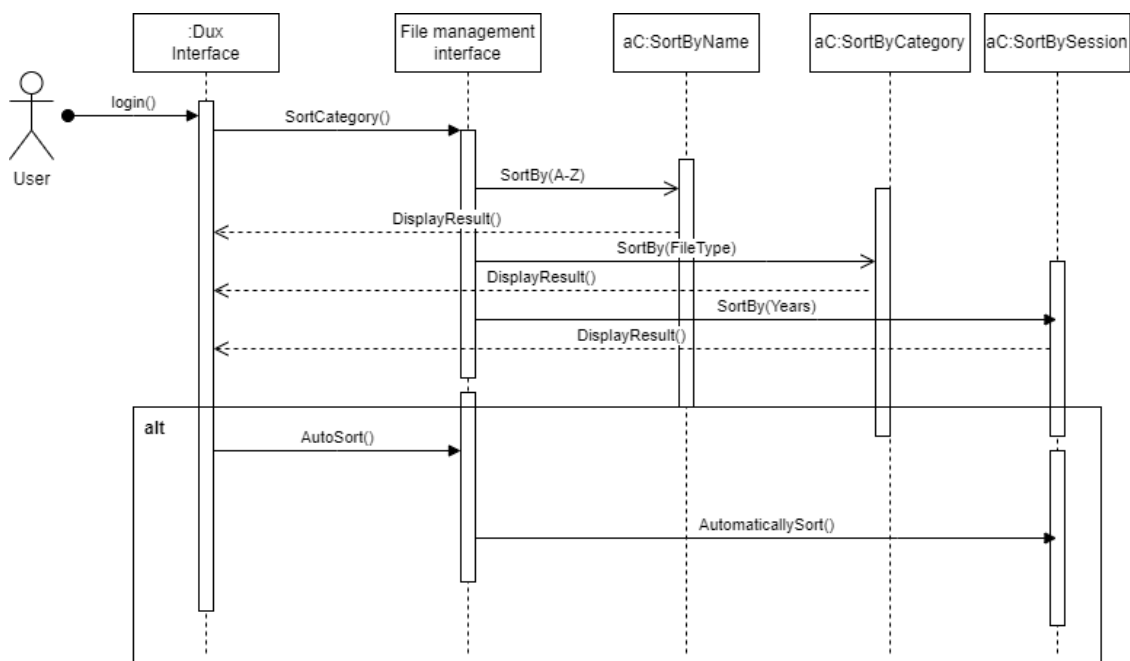 :Dux
Interface
File management
interface
aC:SortByName
aC:SortByCategory
aC:SortBySession
login()
User
SortCategory()
SortBy(A-Z)
DisplayResult()
SortBy(FileType)
DisplayResult()
SortBy(Years)
DisplayResult()
alt
AutoSort()
AutomaticallySort()